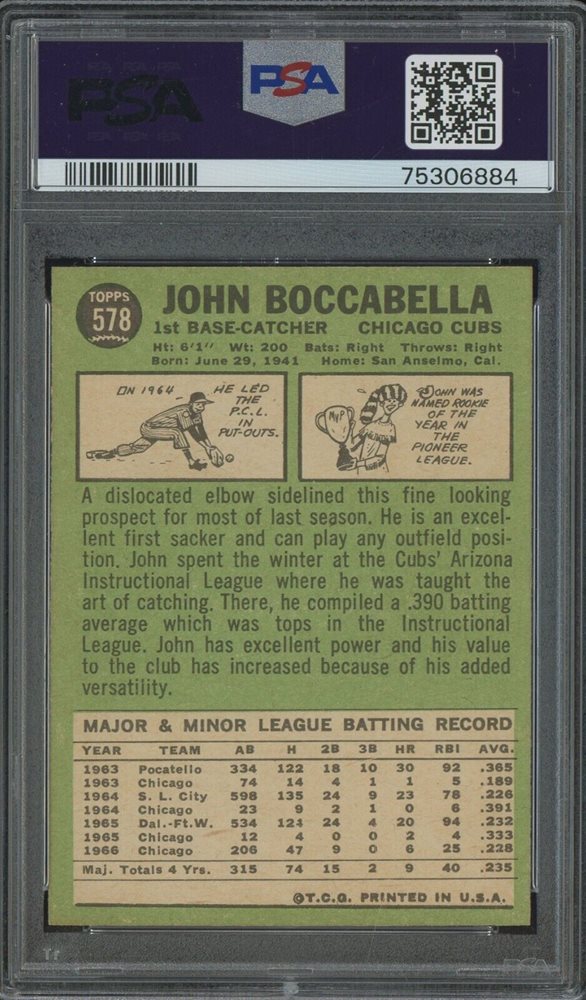 PSA
PSA
75306884
TOPPS
578
JOHN BOCCABELLA
1st BASE-CATCHER CHICAGO CUBS
Ht: 6'1" Wt: 200 Bats: Right Throws: Right
Born: June 29, 1941 Home: San Anselmo, Cal.
IN 1964
HE LED
THE
P.C.L.
IN
PUT-OUTS.
JOHN WAS
NAMED ROOKIE
OF THE
YEAR IN
THE
PIONEER
LEAGUE.
MVP
A dislocated elbow sidelined this fine looking
prospect for most of last season. He is an excel-
lent first sacker and can play any outfield posi-
tion. John spent the winter at the Cubs' Arizona
Instructional League where he was taught the
art of catching. There, he compiled a .390 batting
average which was tops in the Instructional
League. John has excellent power and his value
to the club has increased because of his added
versatility.
MAJOR & MINOR LEAGUE BATTING RECORD
YEAR TEAM AB H 2B 3B HR RBI AVG.
1963 Pocatello 334 122 18 10 30 92 .365
1963 Chicago 74 14 4 1 1 5 .189
1964 S. L. City 598 135 24 9 23 78 .226
1964 Chicago 23 9 2 1 0 6 .391
1965 Dal.-Ft.W. 534 124 24 4 20 94 .232
1965 Chicago 12 4 0 0 2 4 .333
1966 Chicago 206 47 9 0 6 25 .228
Maj. Totals 4 Yrs. 315 74 15 2 9 40 .235
©T.C.G. PRINTED IN U.S.A.